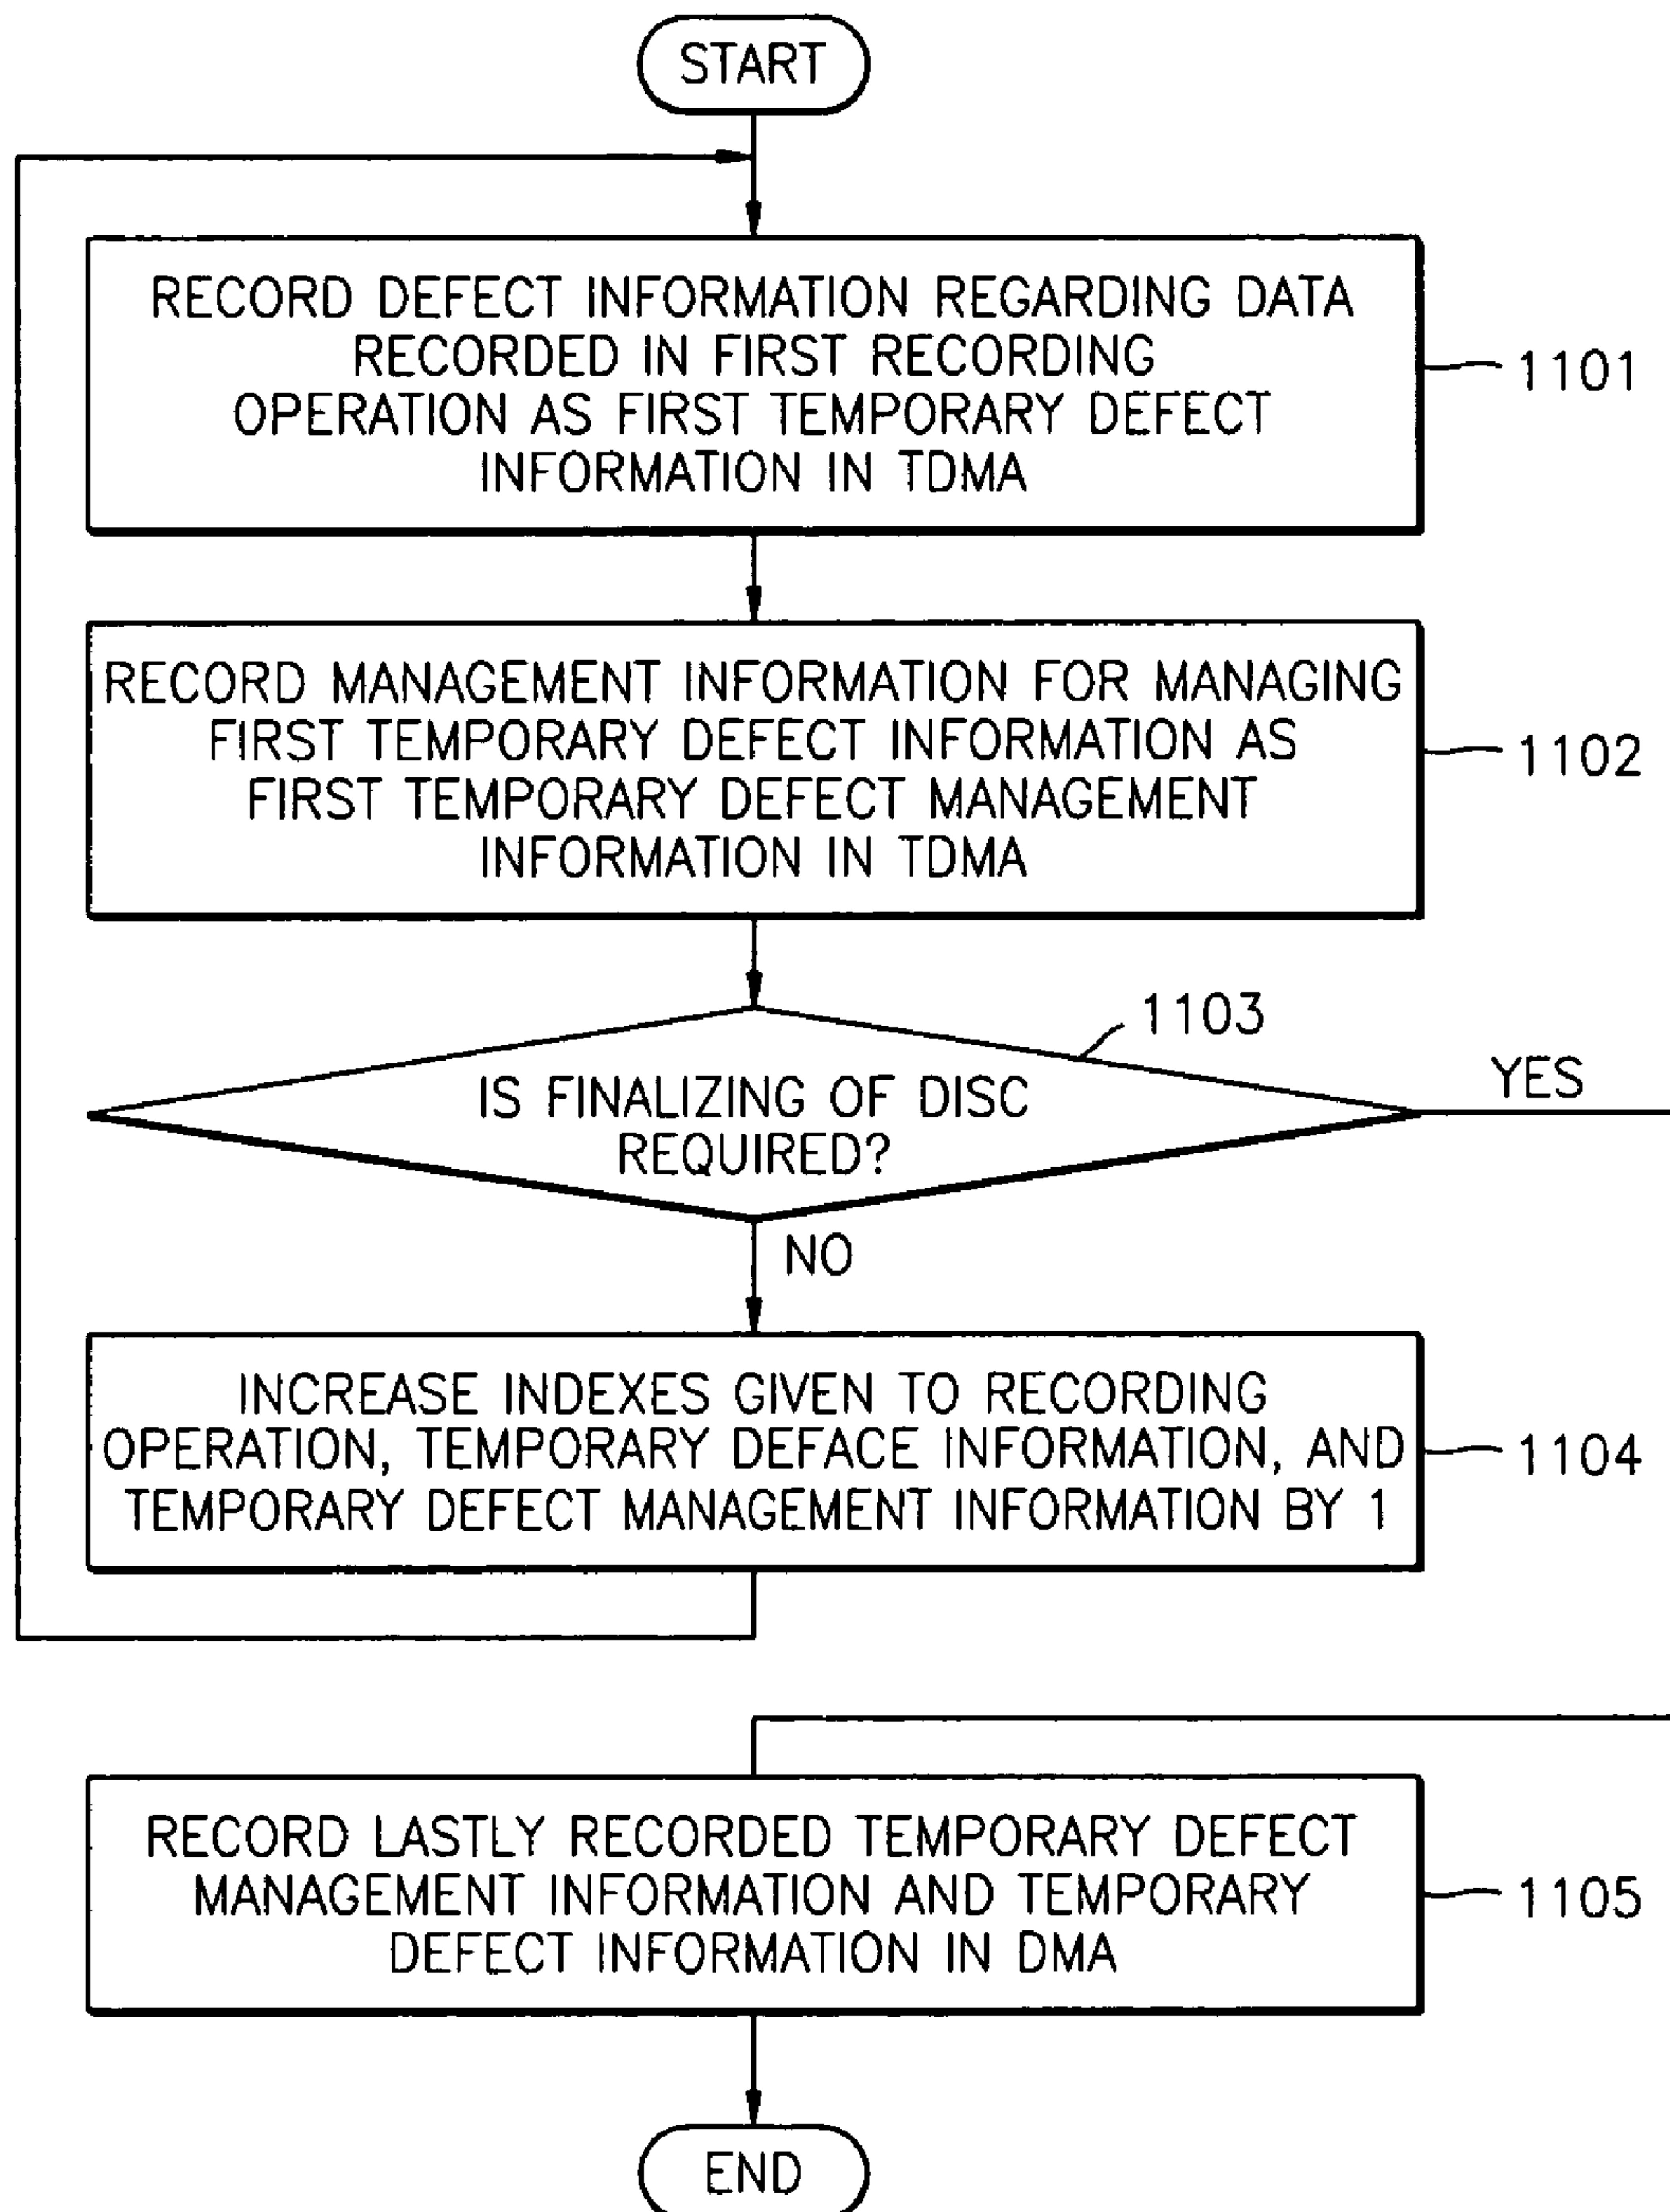 START
RECORD DEFECT INFORMATION REGARDING DATA
RECORDED IN FIRST RECORDING
OPERATION AS FIRST TEMPORARY DEFECT
INFORMATION IN TDMA
1101
RECORD MANAGEMENT INFORMATION FOR MANAGING
FIRST TEMPORARY DEFECT INFORMATION AS
FIRST TEMPORARY DEFECT MANAGEMENT
INFORMATION IN TDMA
1102
1103
IS FINALIZING OF DISC
REQUIRED?
YES
NO
INCREASE INDEXES GIVEN TO RECORDING
OPERATION, TEMPORARY DEFACE INFORMATION, AND
TEMPORARY DEFECT MANAGEMENT INFORMATION BY 1
1104
RECORD LASTLY RECORDED TEMPORARY DEFECT
MANAGEMENT INFORMATION AND TEMPORARY
DEFECT INFORMATION IN DMA
1105
END